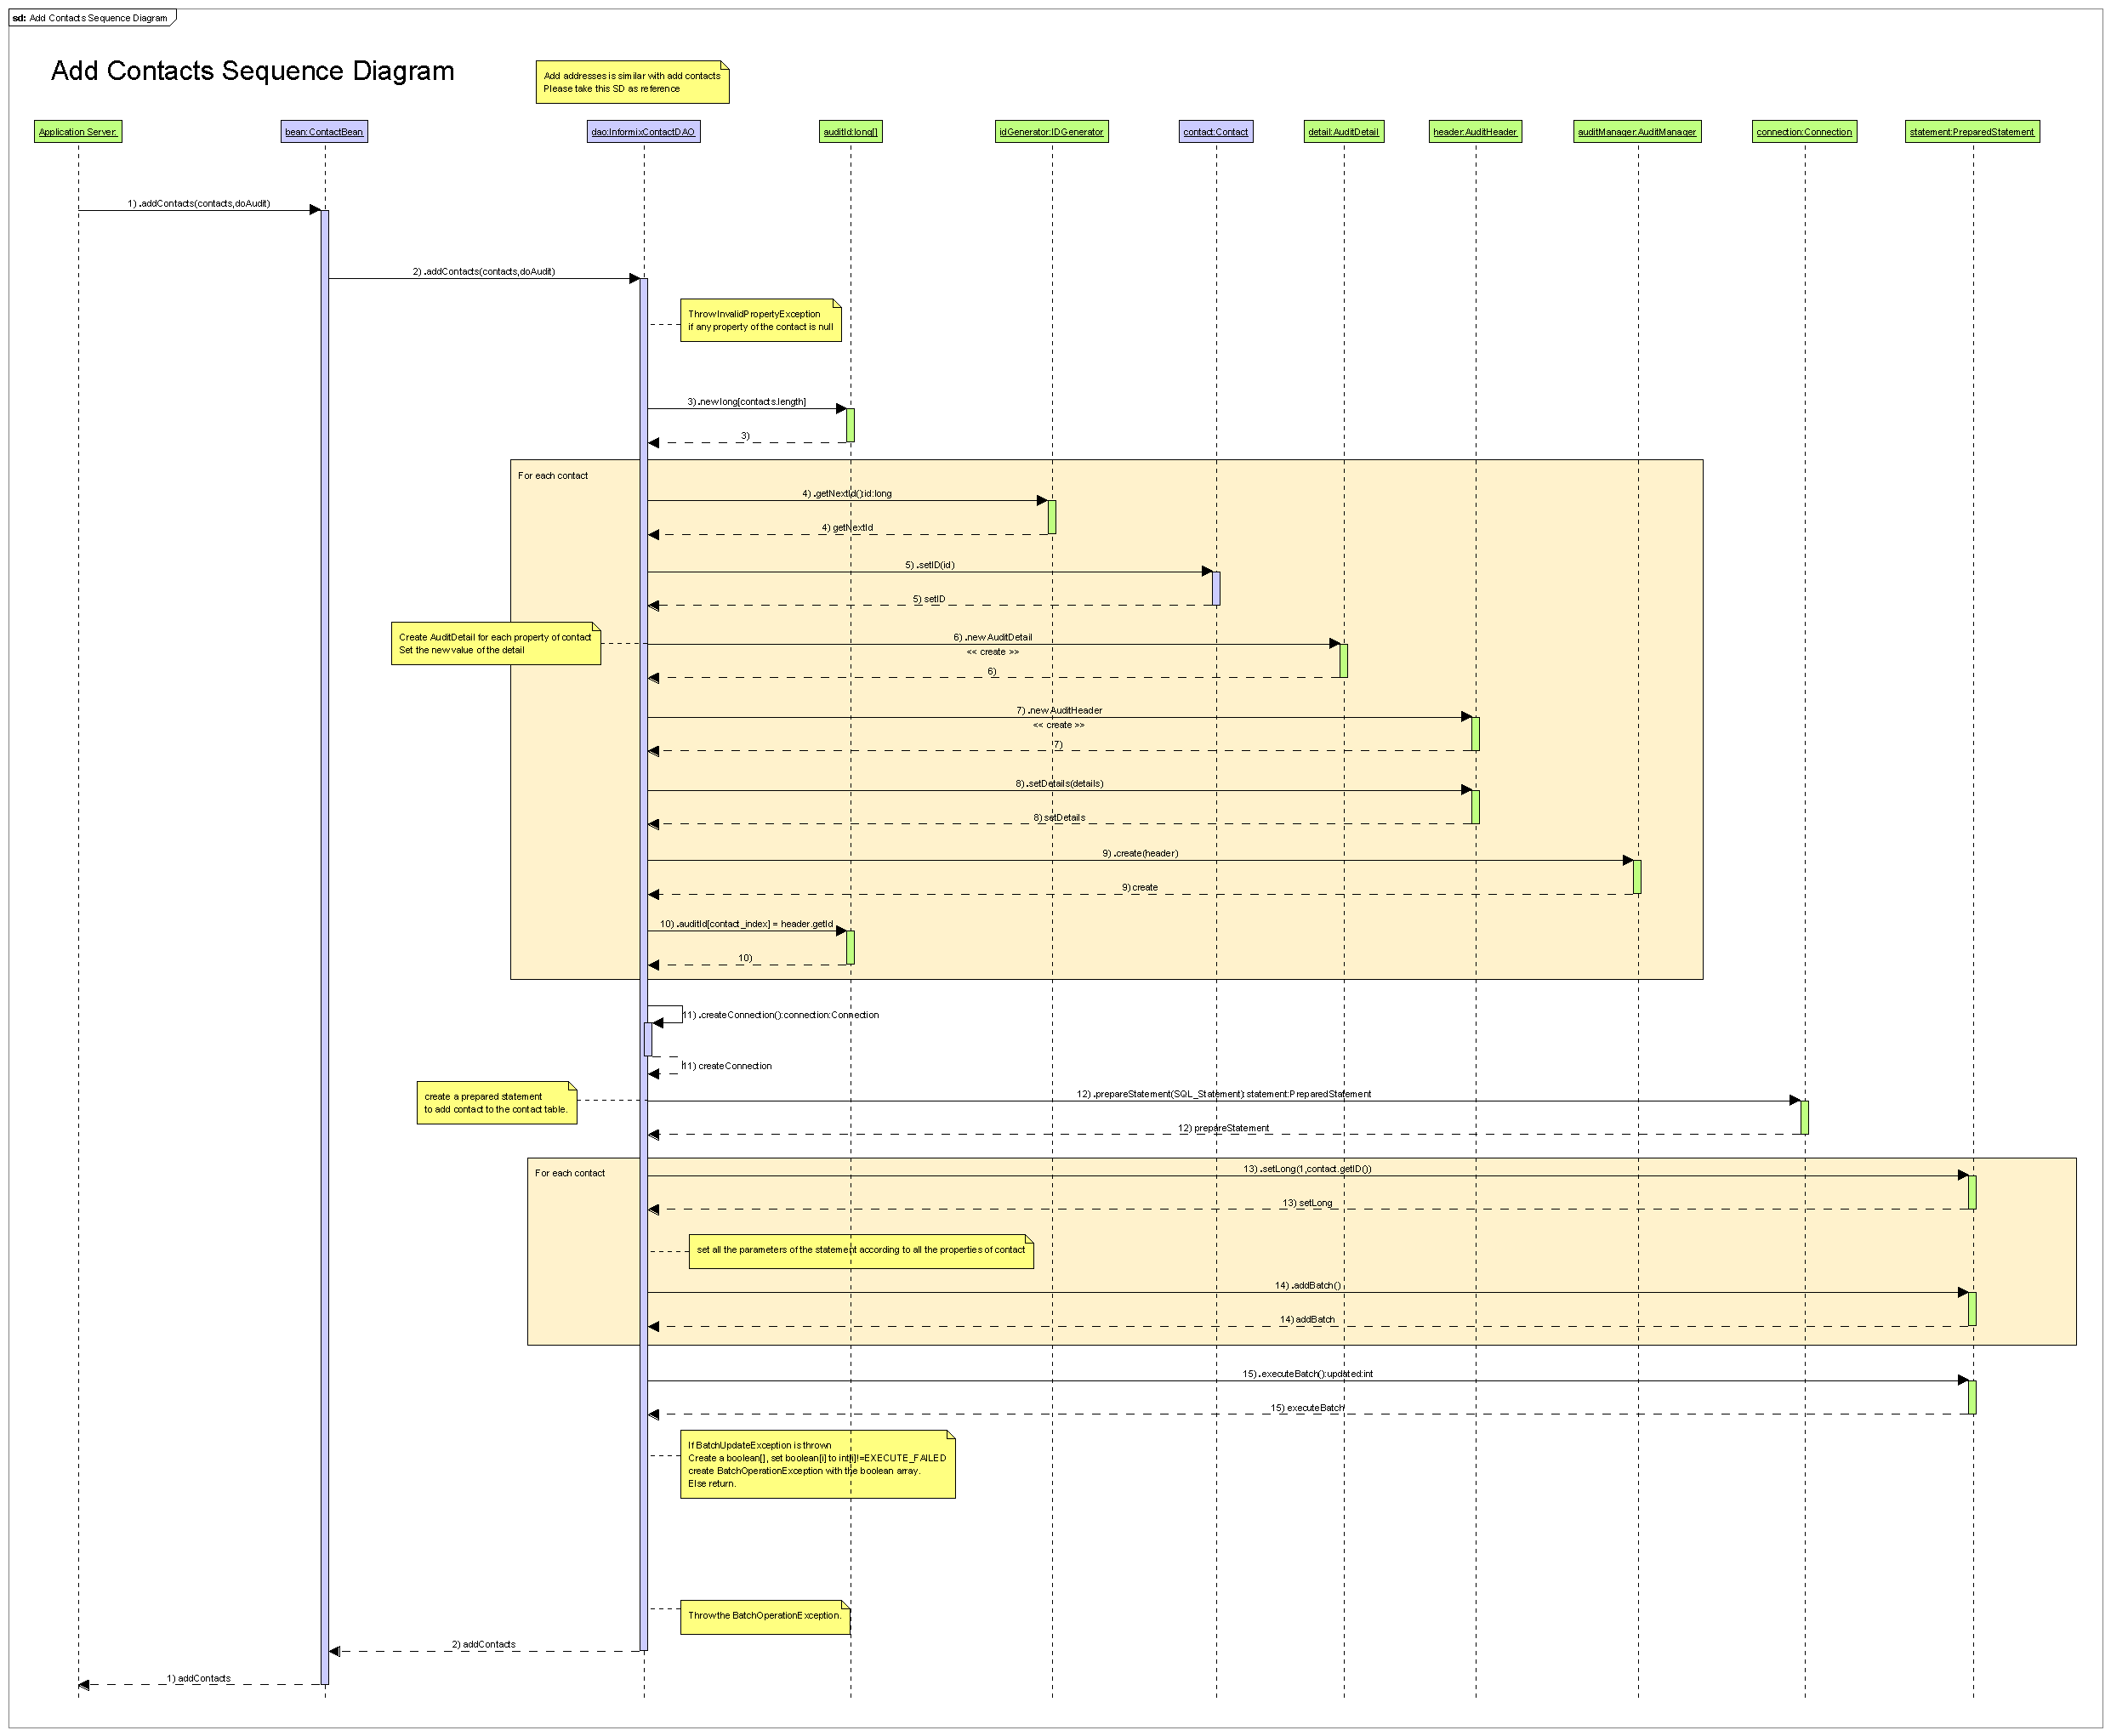 sd: Add Contacts Sequence Diagram
Add Contacts Sequence Diagram
Add addresses is similar with add contacts
Please take this SD as reference
Application Server:
bean:ContactBean
dao:InformixContactDAO
auditId:long[]
idGenerator:IDGenerator
contact:Contact
detail:AuditDetail
header:AuditHeader
auditManager:AuditManager
connection:Connection
statement:PreparedStatement
1) .addContacts(contacts,doAudit)
2) .addContacts(contacts,doAudit)
Throw InvalidPropertyException
if any property of the contact is null
3) .new long[contacts.length]
3)
For each contact
4) .getNextId():id:long
4) getNextId
5) .setID(id)
5) setID
Create AuditDetail for each property of contact
Set the new value of the detail
6) .new AuditDetail
<< create >>
6)
7) .new AuditHeader
<< create >>
7)
8) .setDetails(details)
8) setDetails
9) .create(header)
9) create
10) .auditId[contact_index] = header.getId
10)
11) .createConnection():connection:Connection
11) createConnection
create a prepared statement
to add contact to the contact table.
12) .prepareStatement(SQL_Statement):statement:PreparedStatement
12) prepareStatement
For each contact
13) .setLong(1,contact.getID())
13) setLong
set all the parameters of the statement according to all the properties of contact
14) .addBatch()
14) addBatch
15) .executeBatch():updated:int
15) executeBatch
If BatchUpdateException is thrown
Create a boolean[], set boolean[i] to int[i]!=EXECUTE_FAILED
create BatchOperationException with the boolean array.
Else return.
Throw the BatchOperationException.
2) addContacts
1) addContacts